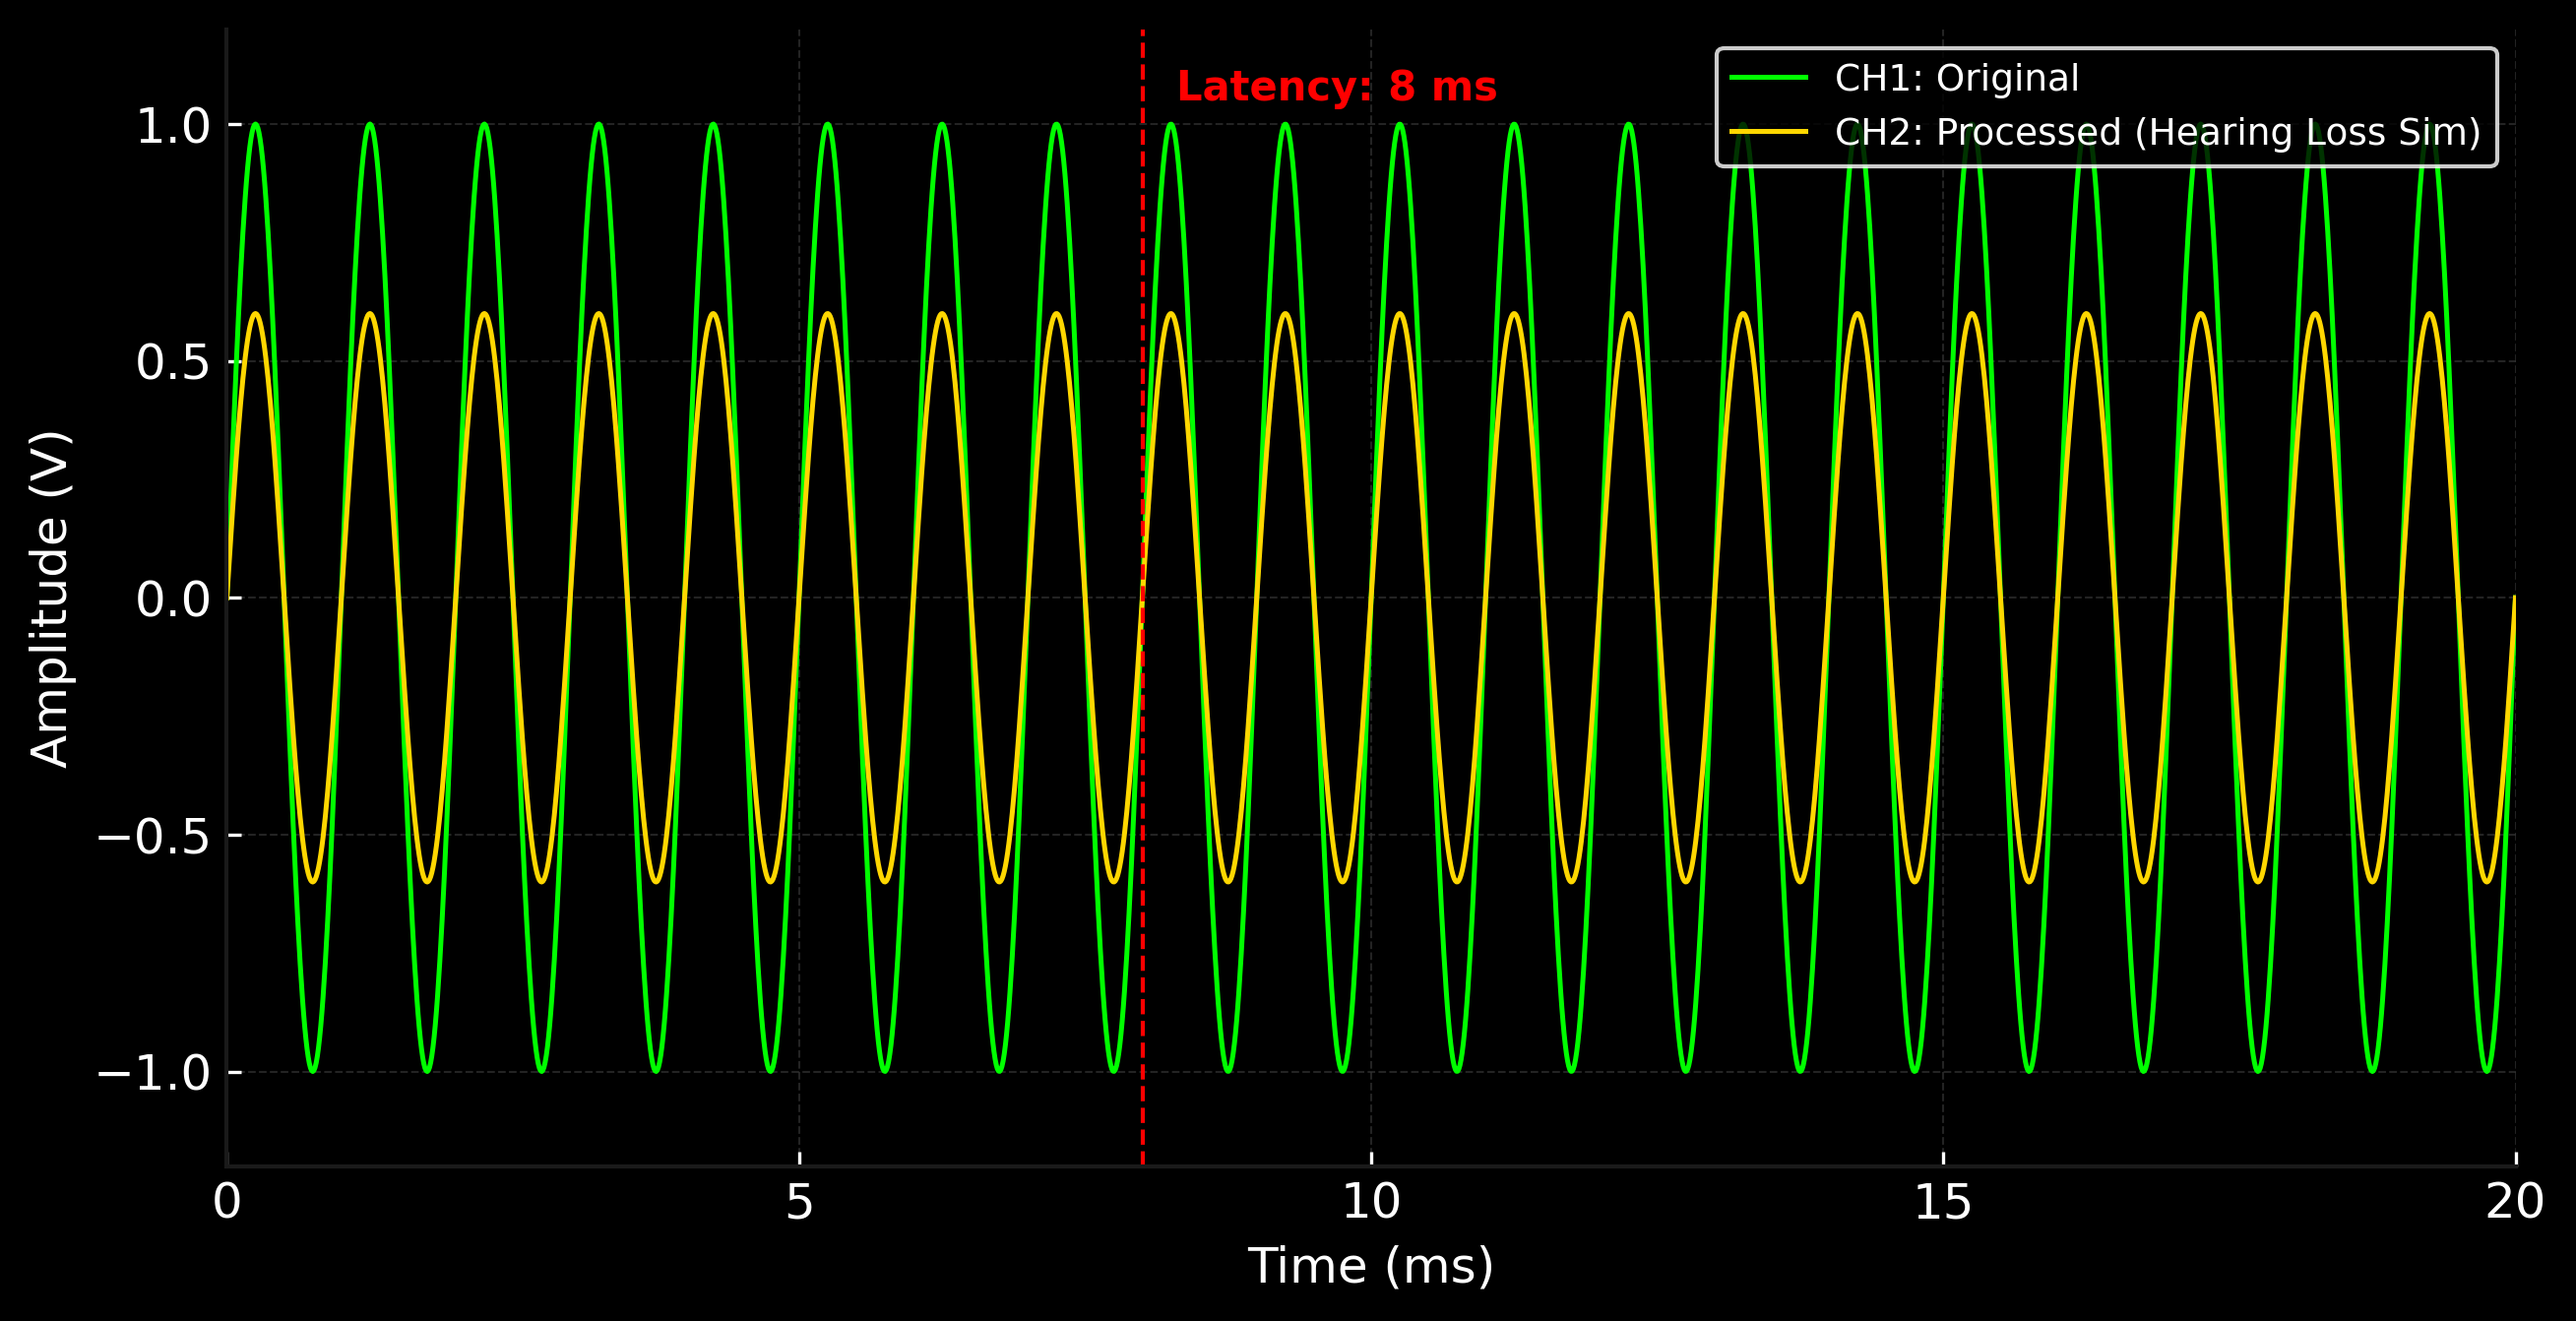 Latency: 8 ms
CH1: Original
CH2: Processed (Hearing Loss Sim)
1.0
0.5
0.0
−0.5
−1.0
Amplitude (V)
0 5 10 15 20
Time (ms)